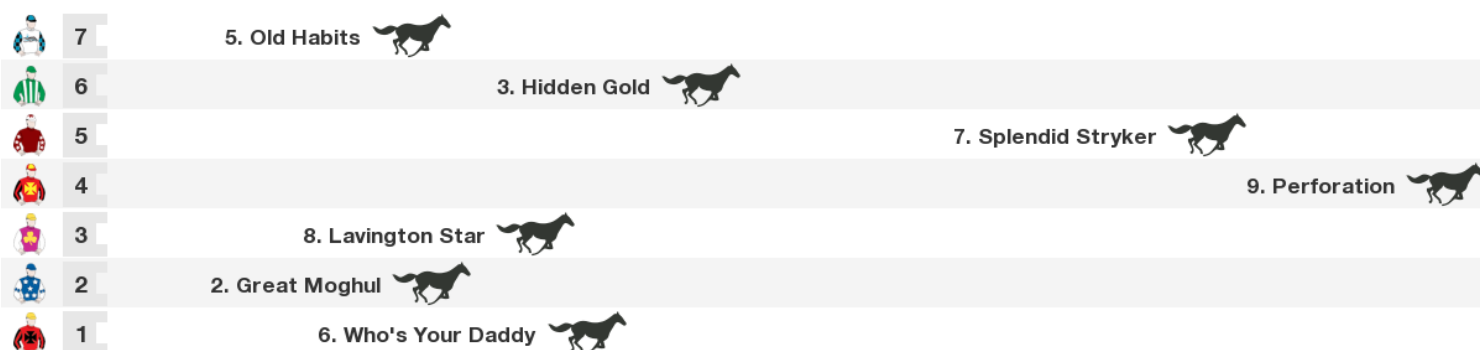 7 5. Old Habits
6 3. Hidden Gold
5 7. Splendid Stryker
4 9. Perforation
3 8. Lavington Star
2 2. Great Moghul
1 6. Who's Your Daddy